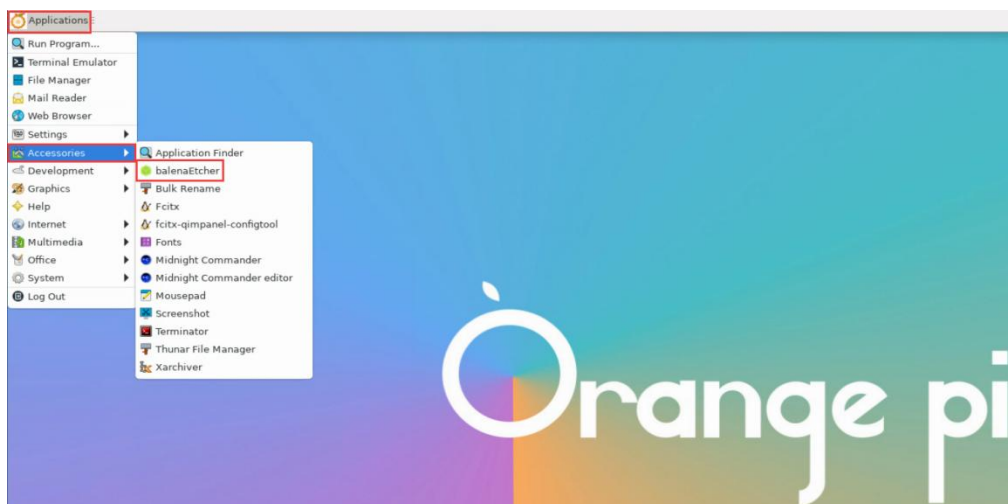 Applications
Run Program...
Terminal Emulator
File Manager
Mail Reader
Web Browser
Settings
Accessories
Development
Graphics
Help
Internet
Multimedia
Office
System
Log Out
Application Finder
balenaEtcher
Bulk Rename
Fcitx
fcitx-qimpanel-configtool
Fonts
Midnight Commander
Midnight Commander editor
Mousepad
Screenshot
Terminator
Thunar File Manager
Xarchiver
Orange pi